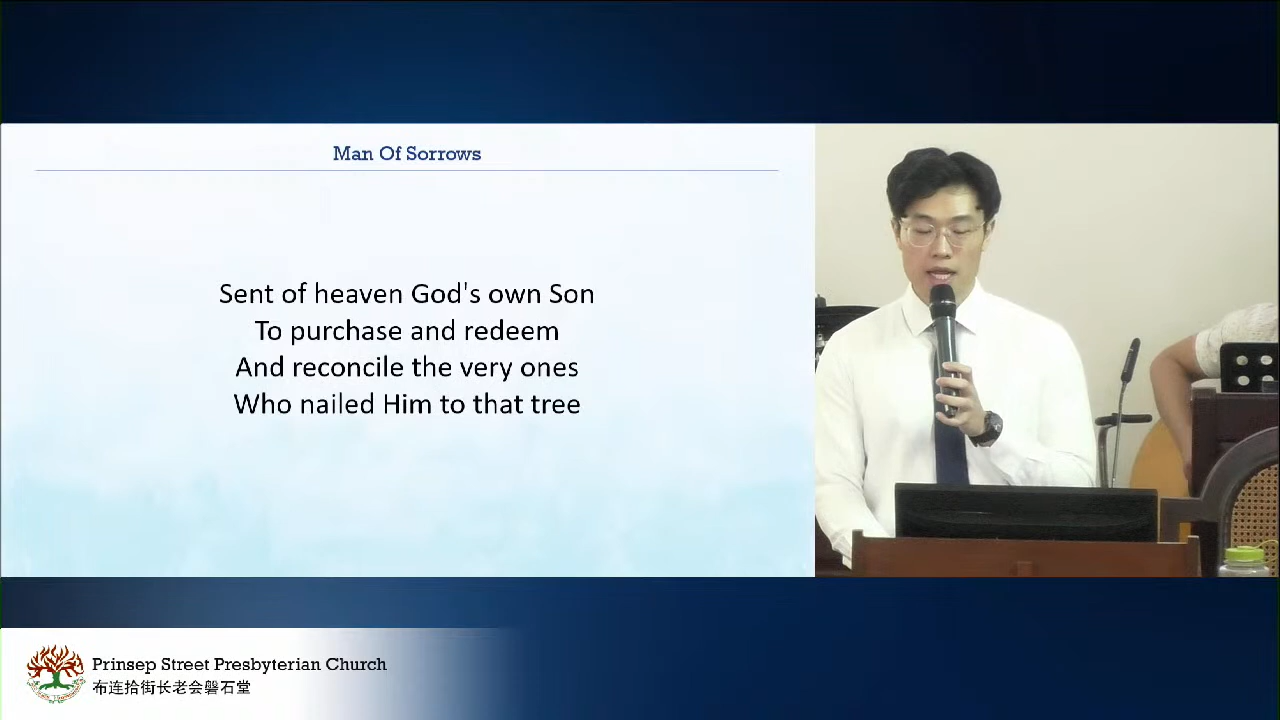 Man Of Sorrows
Sent of heaven God's own Son
To purchase and redeem
And reconcile the very ones
Who nailed Him to that tree
Prinsep Street Presbyterian Church
布连拾街长老会磐石堂